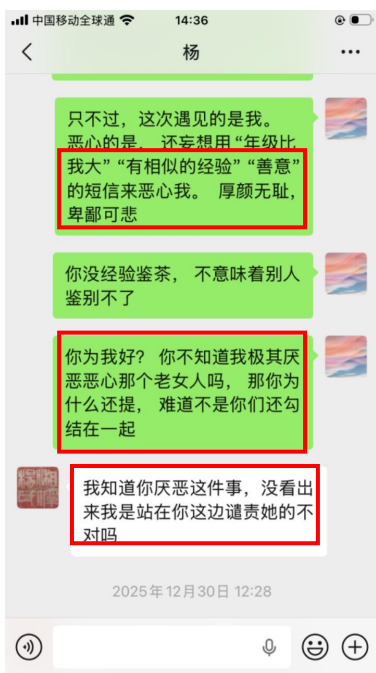 中国移动全球通 14:36
杨
只不过，这次遇见的是我。
恶心的是， 还妄想用“年级比
我大”“有相似的经验”“善意”
的短信来恶心我。 厚颜无耻，
卑鄙可悲
你没经验鉴茶， 不意味着别人
鉴别不了
你为我好？ 你不知道我极其厌
恶恶心那个老女人吗， 那你为
什么还提， 难道不是你们还勾
结在一起
我知道你厌恶这件事，没看出
来我是站在你这边谴责她的不
对吗
2025年12月30日 12:28